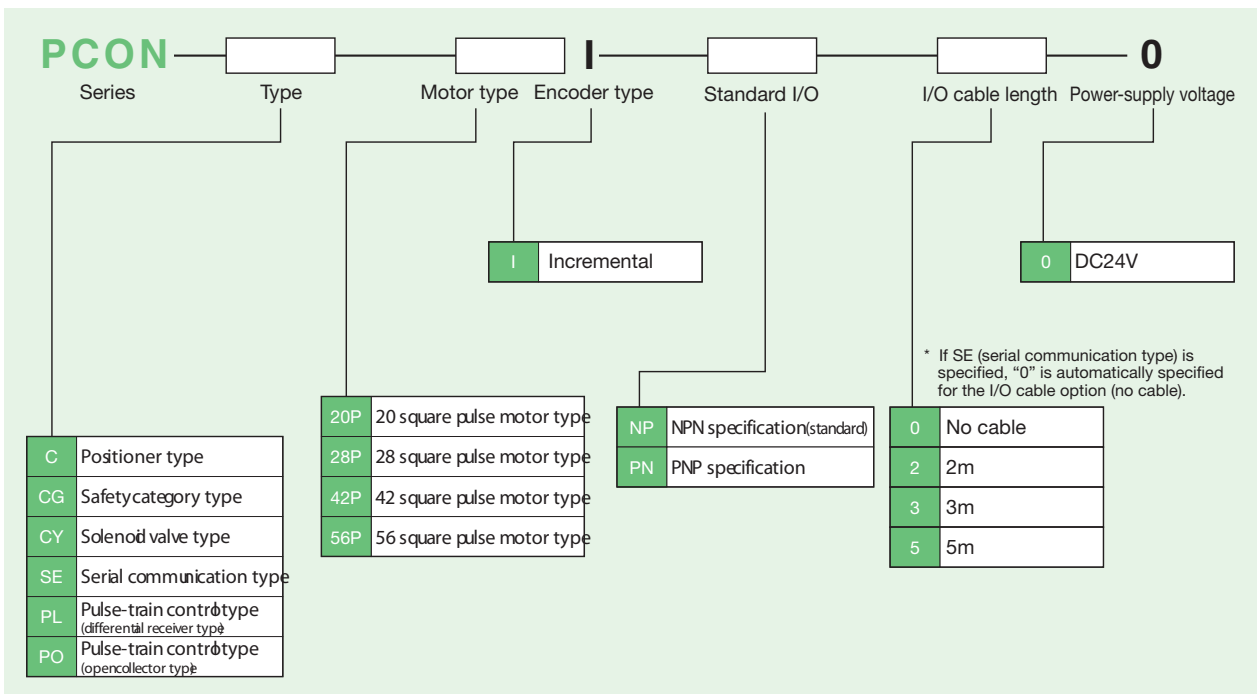 PCON I 0
Series Type Motor type Encoder type Standard I/O I/O cable length Power-supply voltage
I Incremental
0 DC24V
* If SE (serial communication type) is
specified, “0” is automatically specified
for the I/O cable option (no cable).
C Positioner type
CG Safety category type
CY Solenoid valve type
SE Serial communication type
PL Pulse-train control type
(differential receiver type)
PO Pulse-train control type
(open collector type)
20P 20 square pulse motor type
28P 28 square pulse motor type
42P 42 square pulse motor type
56P 56 square pulse motor type
NP NPN specification (standard)
PN PNP specification
0 No cable
2 2m
3 3m
5 5m